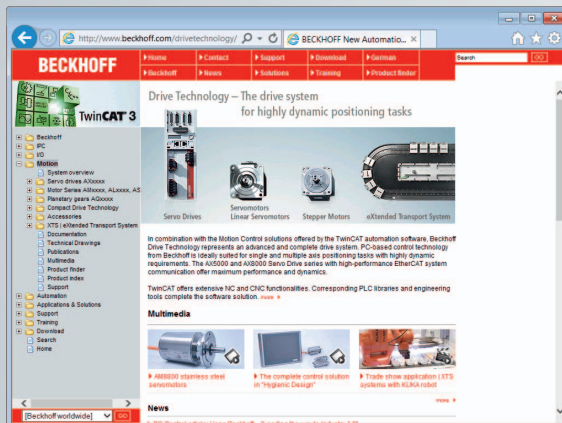 http://www.beckhoff.com/drivetechnology/
BECKHOFF New Automatio...
BECKHOFF
Home
Contact
Support
Download
German
Beckhoff
News
Solutions
Training
Product finder
Search
GO
TwinCAT® 3
Beckhoff
IPC
I/O
Motion
System overview
Servo drives AXxxxx
Motor Series AMxxxx, ALxxxx, AS
Planetary gears AGxxxx
Compact Drive Technology
Accessories
XTS | eXtended Transport System
Documentation
Technical Drawings
Publications
Multimedia
Product finder
Product index
Support
Automation
Applications & Solutions
Support
Training
Download
Search
Home
[Beckhoff worldwide]
GO
Drive Technology – The drive system
for highly dynamic positioning tasks
Servo Drives
Servomotors
Linear Servomotors
Stepper Motors
eXtended Transport System
In combination with the Motion Control solutions offered by the TwinCAT automation software, Beckhoff
Drive Technology represents an advanced and complete drive system. PC-based control technology
from Beckhoff is ideally suited for single and multiple axis positioning tasks with highly dynamic
requirements. The AX5000 and AX8000 Servo Drive series with high-performance EtherCAT system
communication offer maximum performance and dynamics.
TwinCAT offers extensive NC and CNC functionalities. Corresponding PLC libraries and engineering
tools complete the software solution. more
Multimedia
AM8800 stainless steel
servomotors
The complete control solution
in "Hygienic Design"
Trade show application | XTS
systems with KUKA robot
more
News